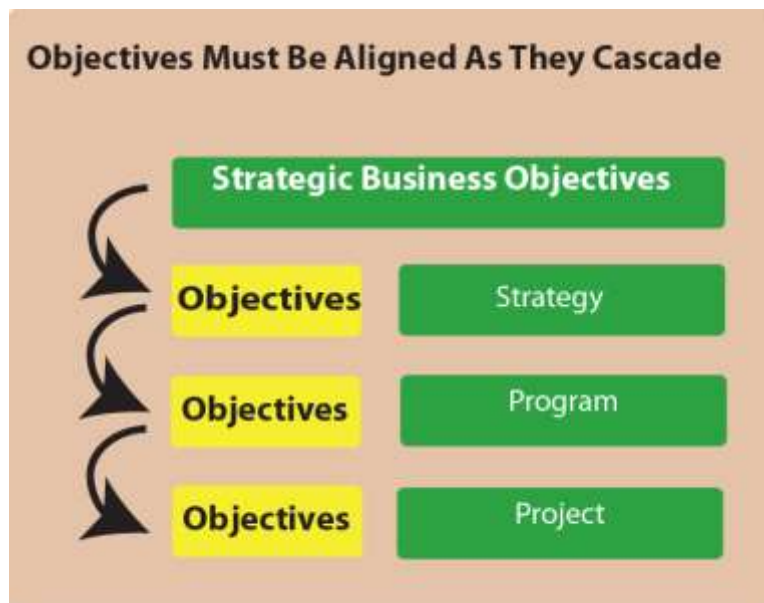 Objectives Must Be Aligned As They Cascade
Strategic Business Objectives
Objectives Strategy
Objectives Program
Objectives Project